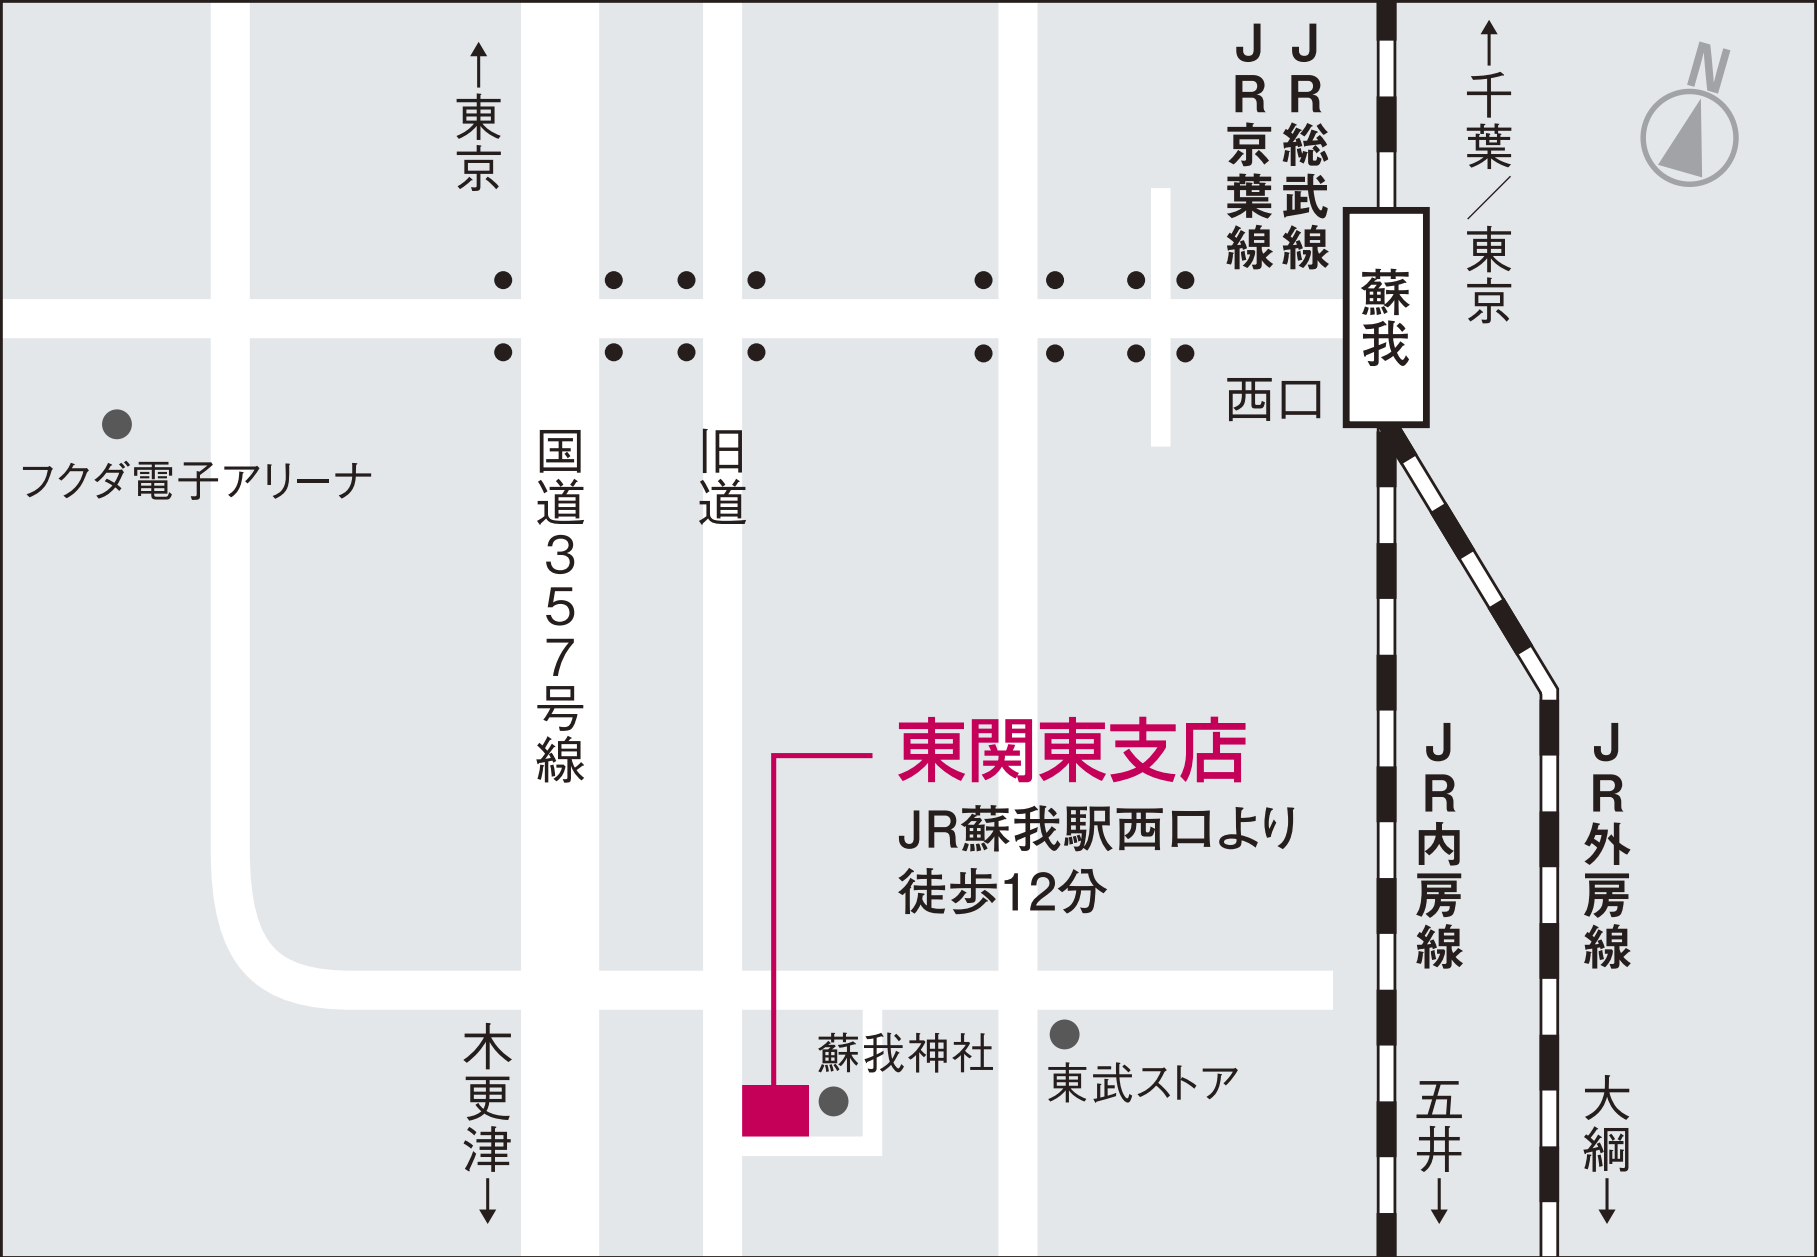 ↑東京
JR京葉線
JR総武線
↑千葉／東京
N
蘇我
西口
フクダ電子アリーナ
国道357号線
旧道
東関東支店
JR蘇我駅西口より
徒歩12分
JR内房線
JR外房線
木更津↓
蘇我神社
東武ストア
五井↓
大網↓